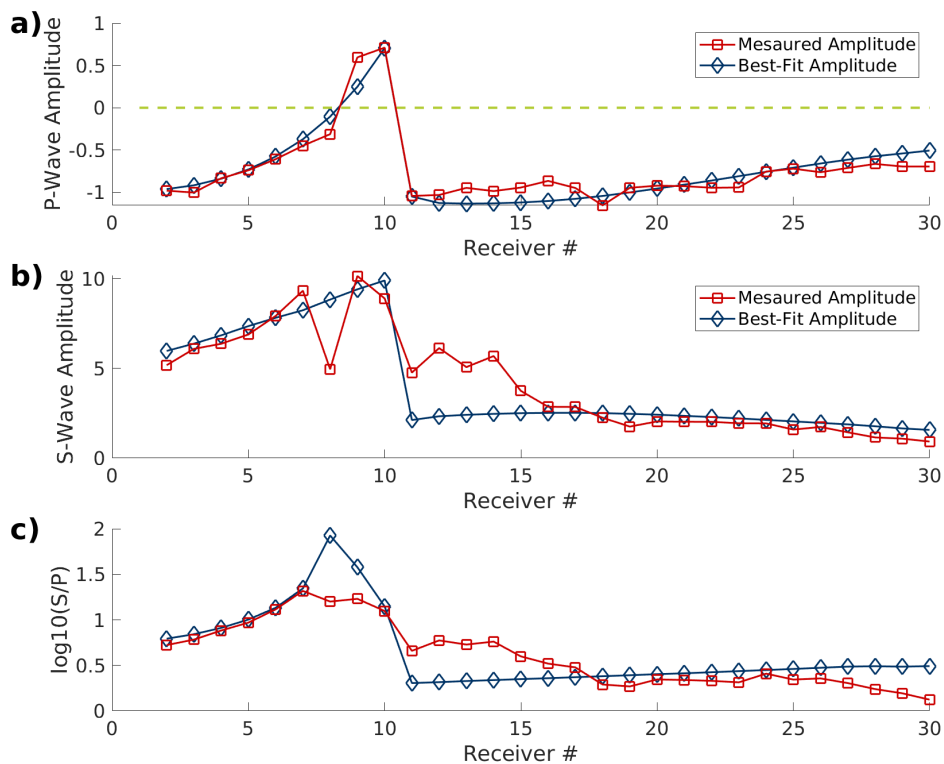 a)
P-Wave Amplitude
1
0.5
0
-0.5
-1
Mesaured Amplitude
Best-Fit Amplitude
0 5 10 15 20 25 30
Receiver #
b)
S-Wave Amplitude
10
5
0
Mesaured Amplitude
Best-Fit Amplitude
0 5 10 15 20 25 30
Receiver #
c)
log10(S/P)
2
1.5
1
0.5
0
0 5 10 15 20 25 30
Receiver #